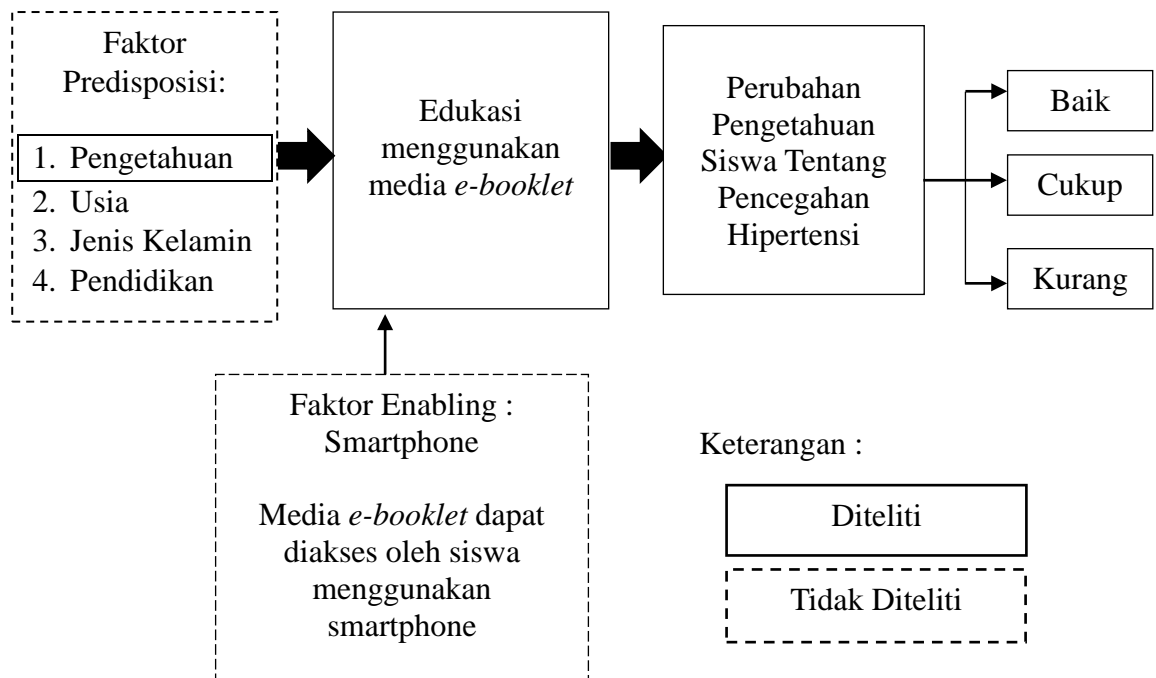 Faktor
Predisposisi:
1. Pengetahuan
2. Usia
3. Jenis Kelamin
4. Pendidikan
Edukasi
menggunakan
media e-booklet
Perubahan
Pengetahuan
Siswa Tentang
Pencegahan
Hipertensi
Baik
Cukup
Kurang
Faktor Enabling :
Smartphone
Media e-booklet dapat
diakses oleh siswa
menggunakan
smartphone
Keterangan :
Diteliti
Tidak Diteliti